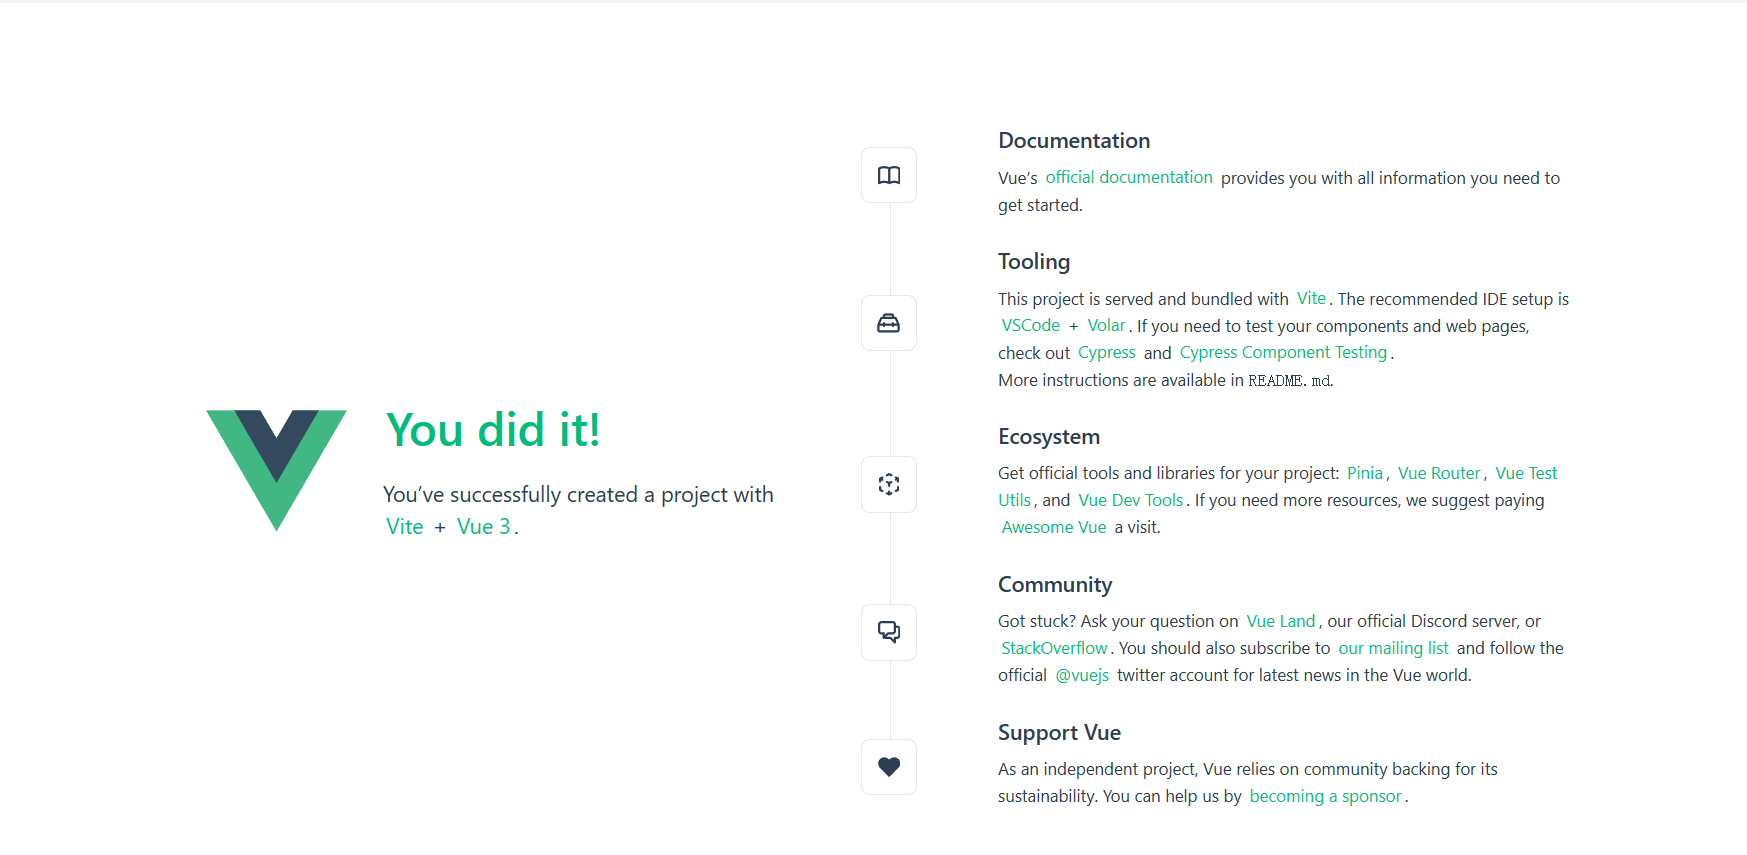 You did it!
You’ve successfully created a project with
Vite + Vue 3.
Documentation
Vue’s official documentation provides you with all information you need to
get started.
Tooling
This project is served and bundled with Vite. The recommended IDE setup is
VSCode + Volar. If you need to test your components and web pages,
check out Cypress and Cypress Component Testing.
More instructions are available in README.md.
Ecosystem
Get official tools and libraries for your project: Pinia, Vue Router, Vue Test
Utils, and Vue Dev Tools. If you need more resources, we suggest paying
Awesome Vue a visit.
Community
Got stuck? Ask your question on Vue Land, our official Discord server, or
StackOverflow. You should also subscribe to our mailing list and follow the
official @vuejs twitter account for latest news in the Vue world.
Support Vue
As an independent project, Vue relies on community backing for its
sustainability. You can help us by becoming a sponsor.